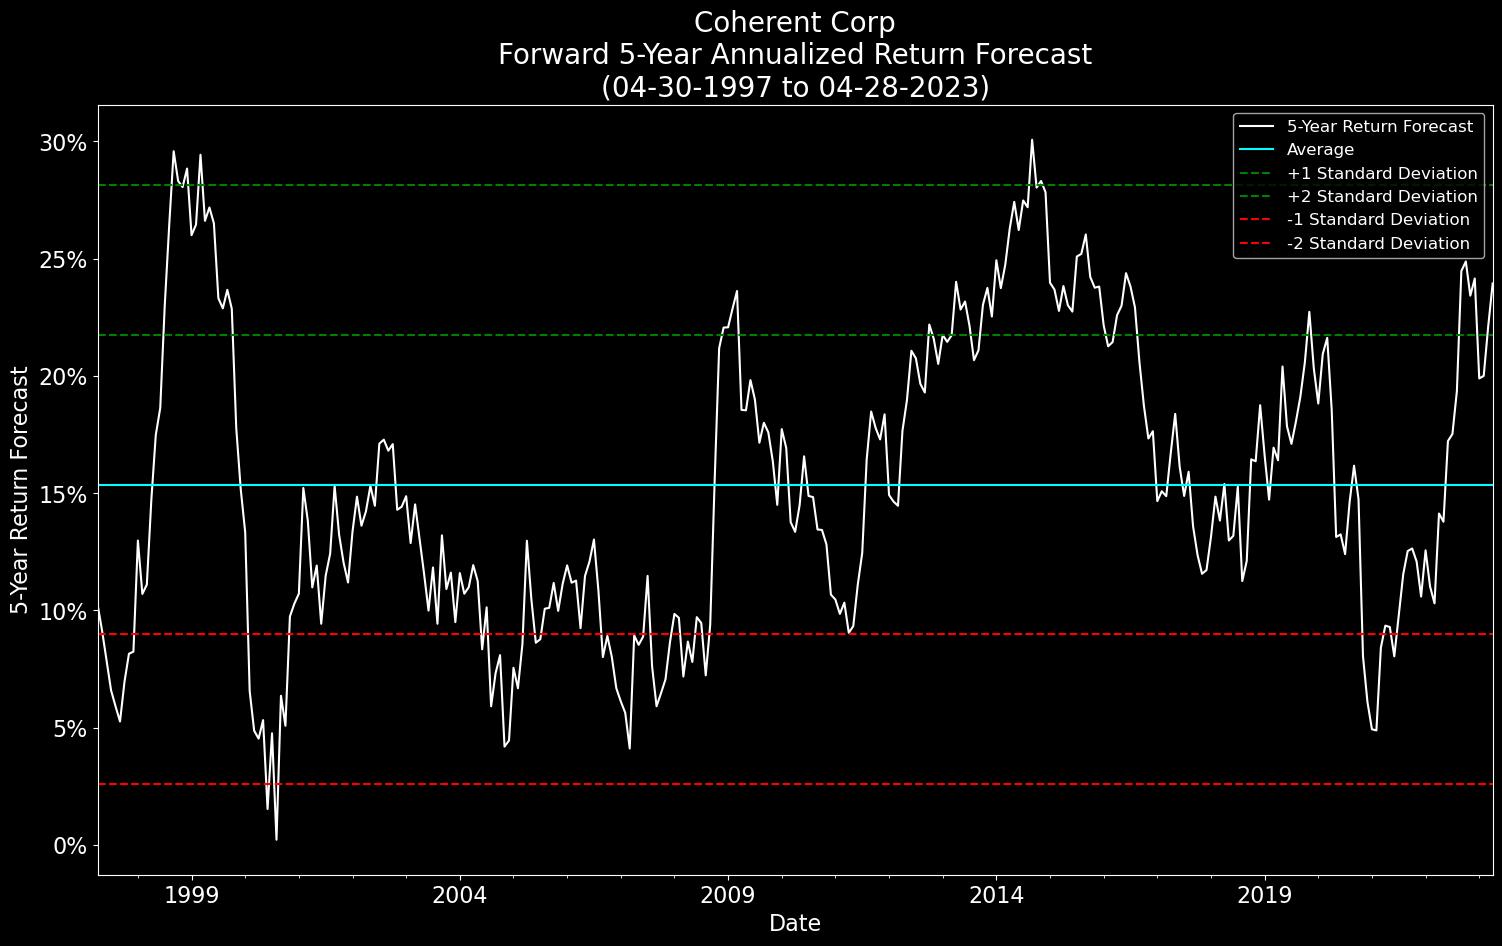 Coherent Corp
Forward 5-Year Annualized Return Forecast
(04-30-1997 to 04-28-2023)
5-Year Return Forecast
Average
+1 Standard Deviation
+2 Standard Deviation
-1 Standard Deviation
-2 Standard Deviation
30%
25%
20%
15%
10%
5%
0%
5-Year Return Forecast
1999
2004
2009
2014
2019
Date